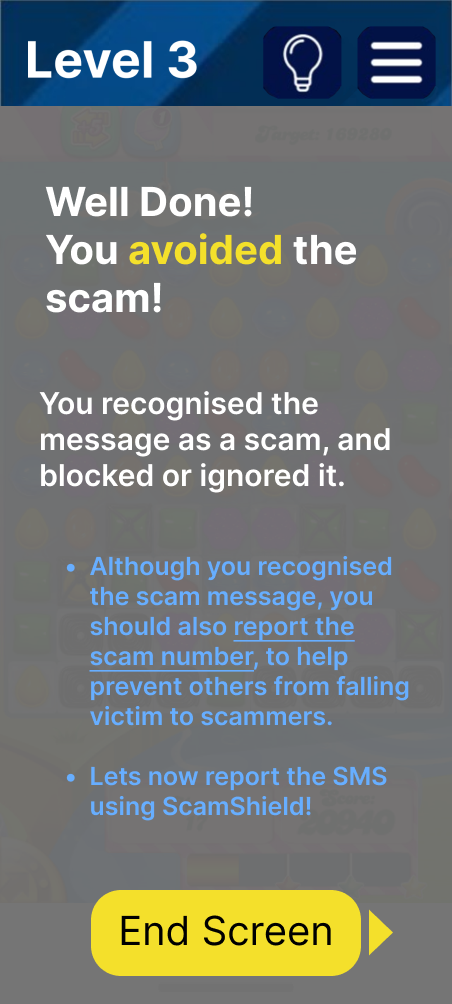 Level 3
Well Done!
You avoided the
scam!
You recognised the
message as a scam, and
blocked or ignored it.
• Although you recognised
the scam message, you
should also report the
scam number, to help
prevent others from falling
victim to scammers.
• Lets now report the SMS
using ScamShield!
End Screen